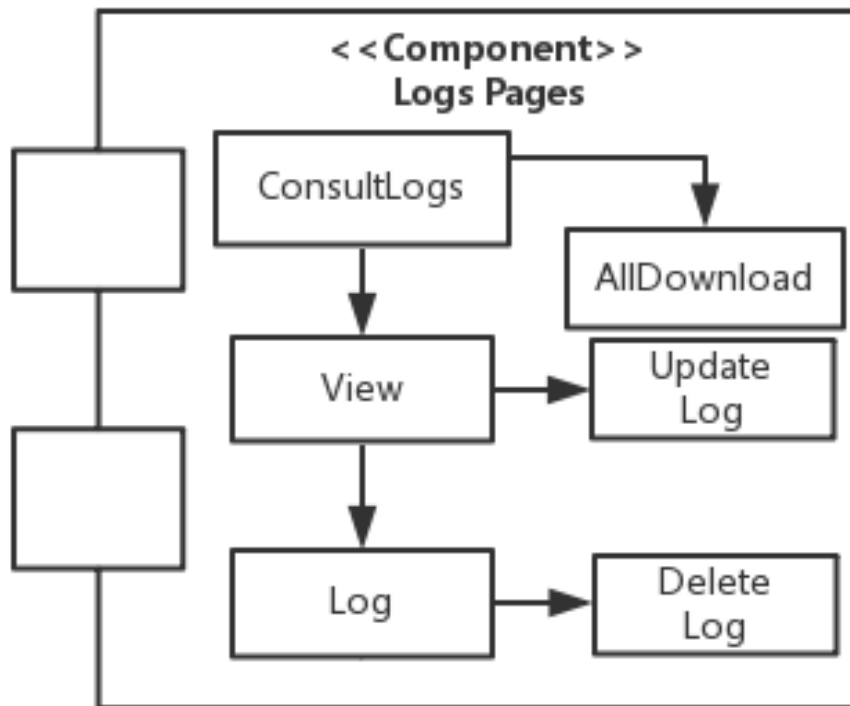 <<Component>>
Logs Pages
ConsultLogs
AllDownload
View
Update
Log
Log
Delete
Log